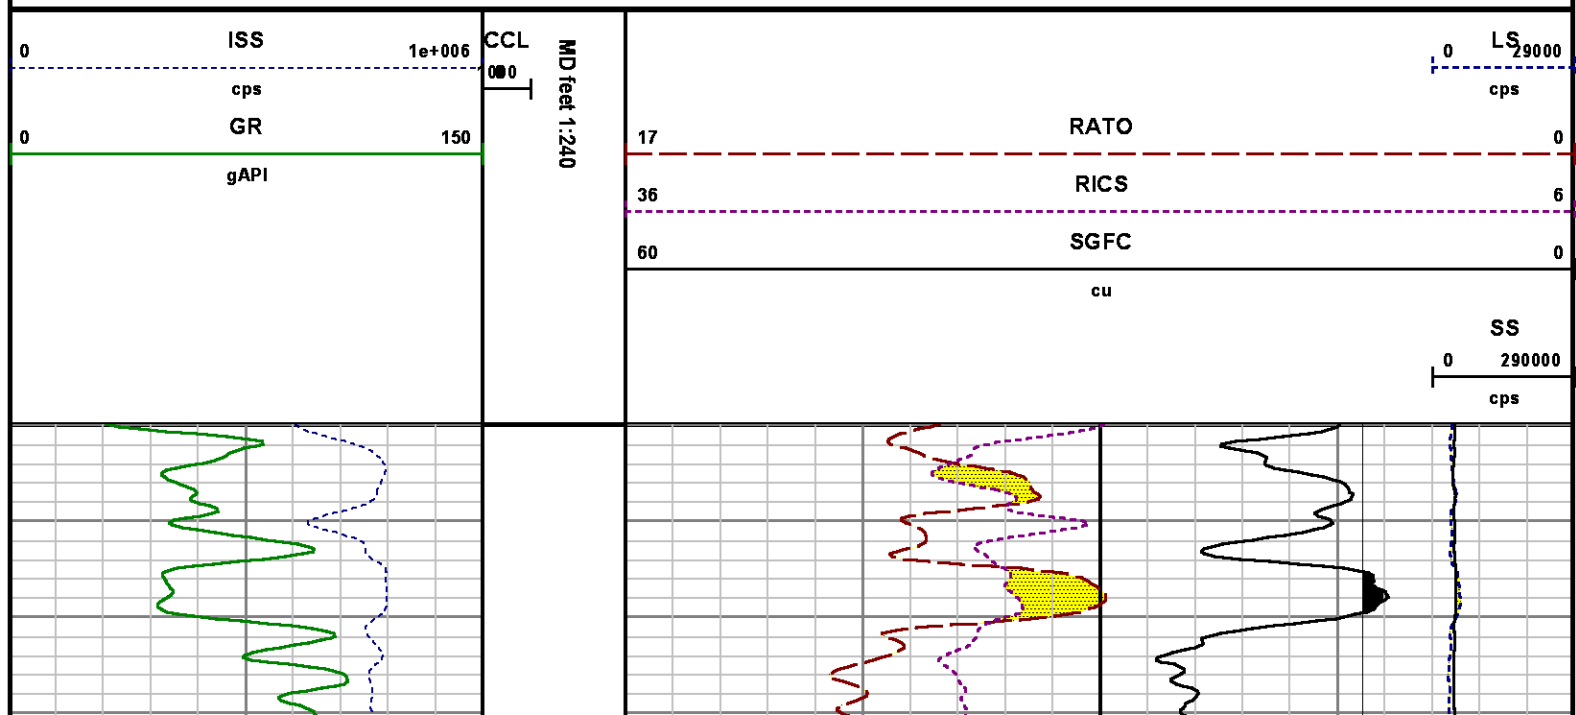 ISS
0 1e+006
cps
GR
0 150
gAPI
CCL
MD feet 1:240
LS
0 29000
cps
RATO
17 0
RICS
36 6
SGFC
60 0
cu
SS
0 290000
cps